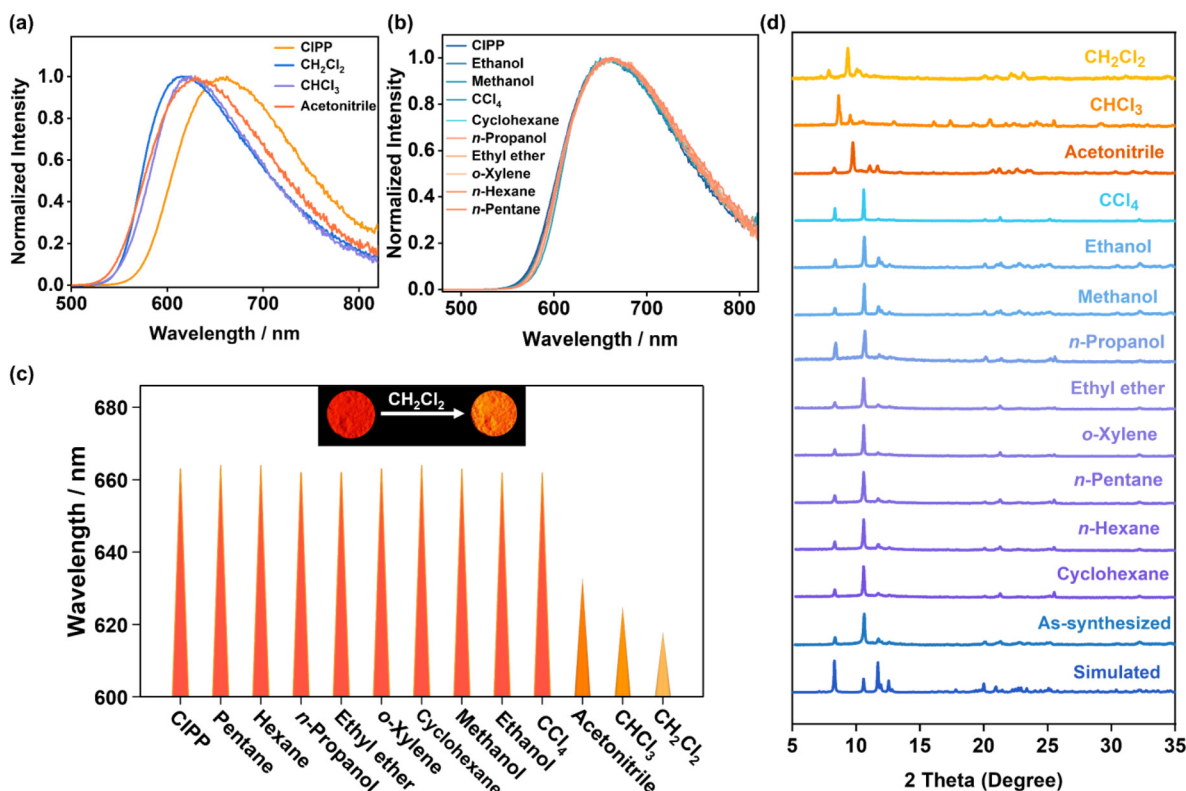 (a)
Normalized Intensity
1.0
0.8
0.6
0.4
0.2
0.0
500 600 700 800
Wavelength / nm
CIPP
CH2Cl2
CHCl3
Acetonitrile
(b)
Normalized Intensity
1.0
0.8
0.6
0.4
0.2
0.0
500 600 700 800
Wavelength / nm
CIPP
Ethanol
Methanol
CCl4
Cyclohexane
n-Propanol
Ethyl ether
o-Xylene
n-Hexane
n-Pentane
(c)
Wavelength / nm
680
660
640
620
600
CH2Cl2
CIPP
Pentane
Hexane
n-Propanol
Ethyl ether
o-Xylene
Cyclohexane
Methanol
Ethanol
CCl4
Acetonitrile
CHCl3
CH2Cl2
(d)
CH2Cl2
CHCl3
Acetonitrile
CCl4
Ethanol
Methanol
n-Propanol
Ethyl ether
o-Xylene
n-Pentane
n-Hexane
Cyclohexane
As-synthesized
Simulated
5 10 15 20 25 30 35
2 Theta (Degree)